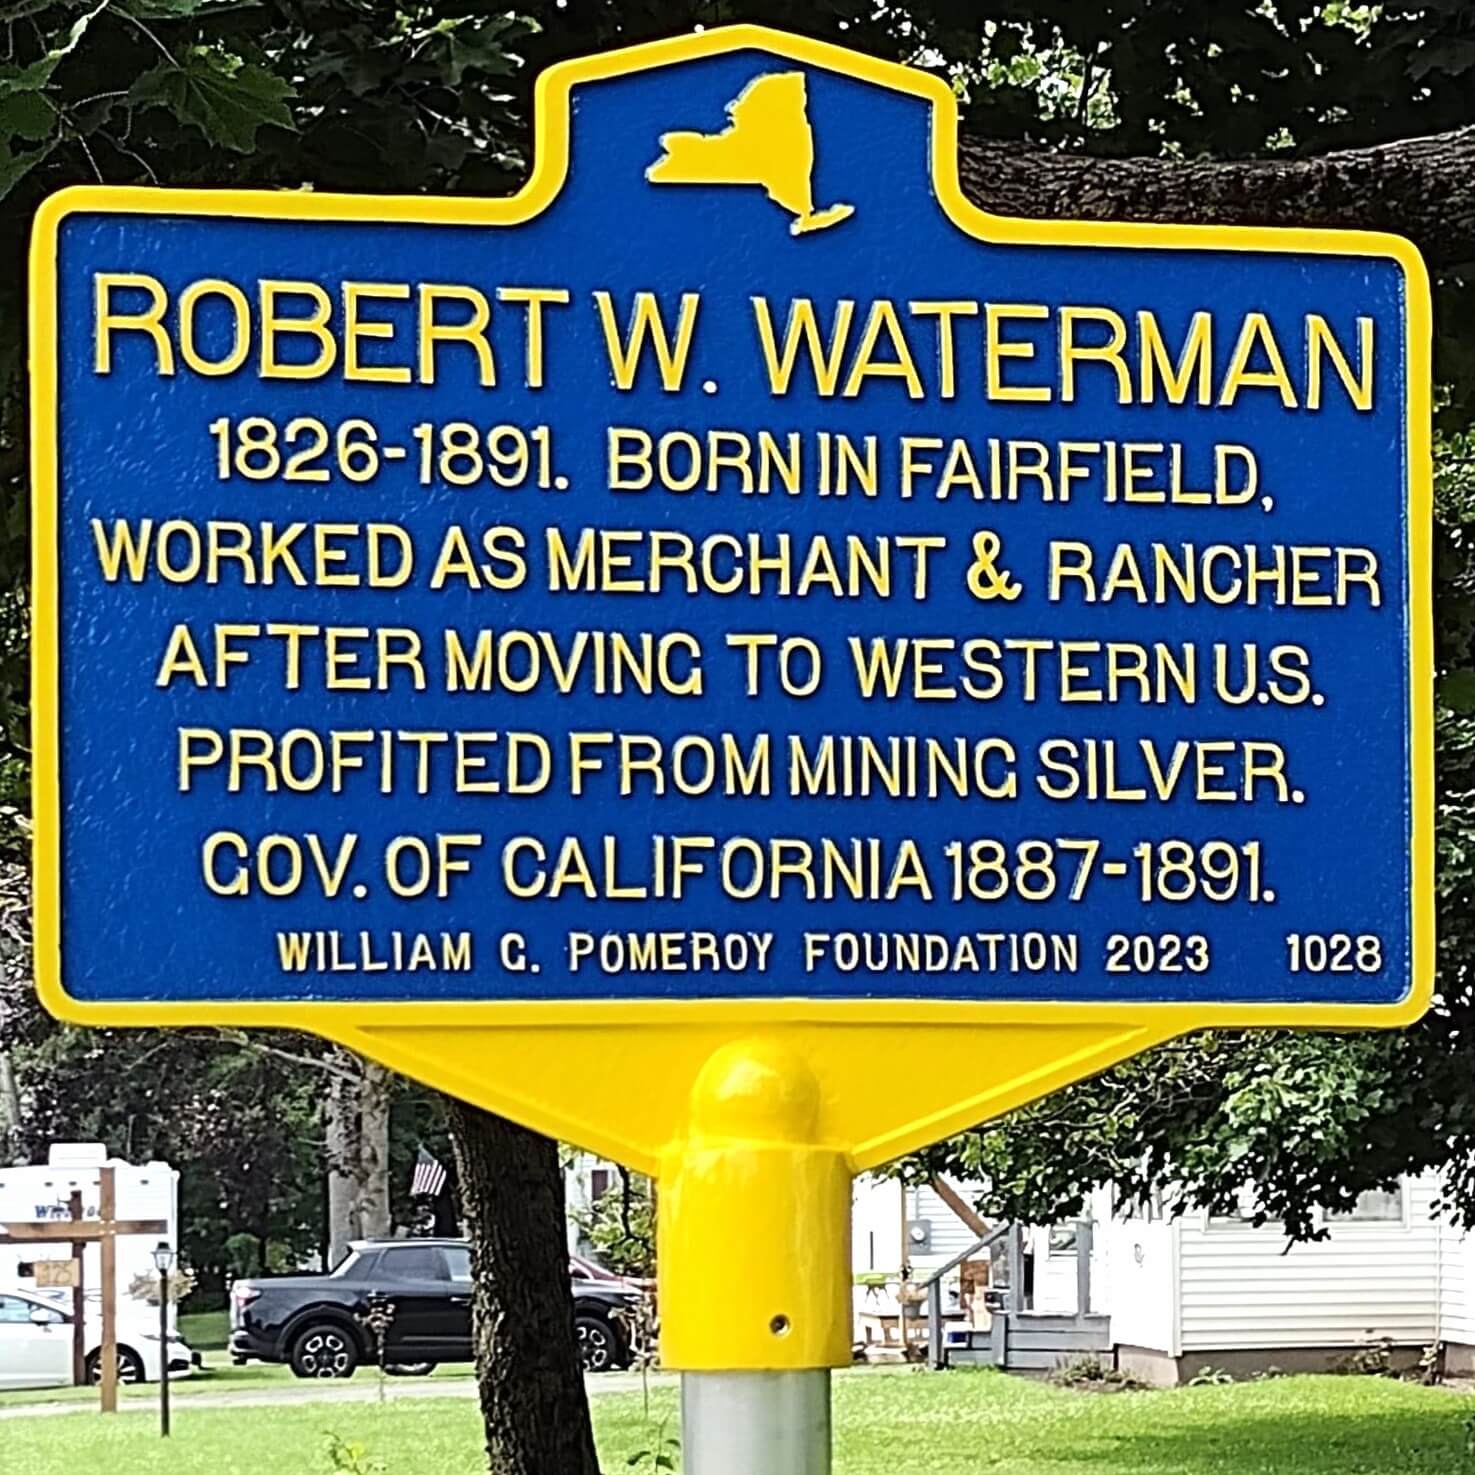 ROBERT W. WATERMAN
1826-1891. BORN IN FAIRFIELD,
WORKED AS MERCHANT & RANCHER
AFTER MOVING TO WESTERN U.S.
PROFITED FROM MINING SILVER.
GOV. OF CALIFORNIA 1887-1891.
WILLIAM G. POMEROY FOUNDATION 2023 1028